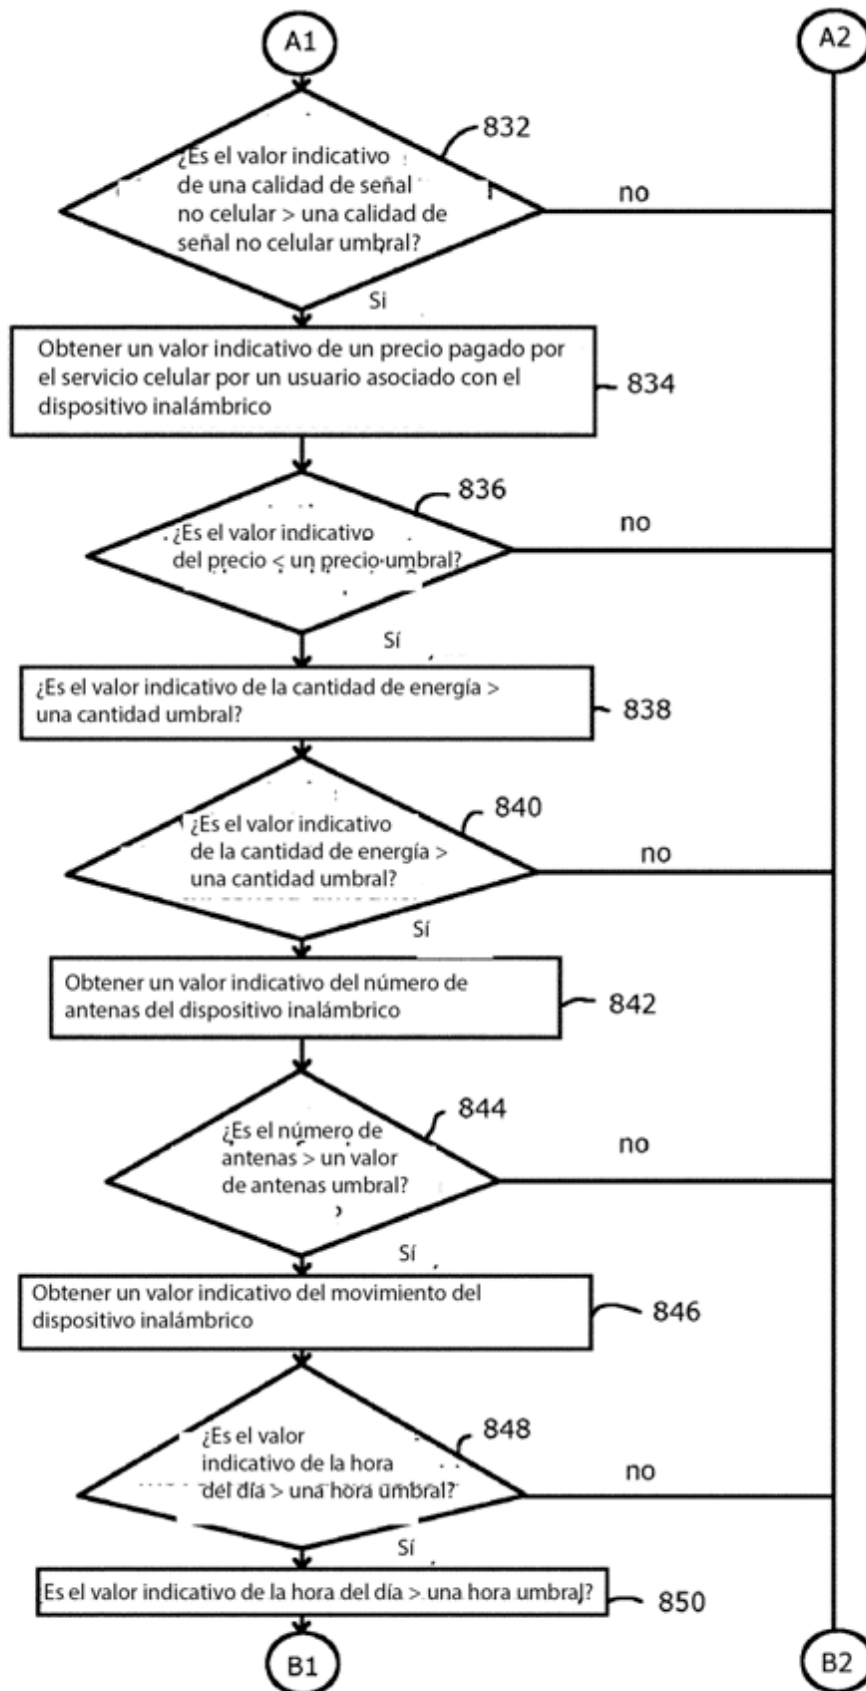 A1
A2
832
¿Es el valor indicativo
de una calidad de señal
no celular > una calidad de
señal no celular umbral?
no
Si
Obtener un valor indicativo de un precio pagado por
el servicio celular por un usuario asociado con el
dispositivo inalámbrico
834
836
¿Es el valor indicativo
del precio < un precio umbral?
no
Sí
¿Es el valor indicativo de la cantidad de energía >
una cantidad umbral?
838
840
¿Es el valor indicativo
de la cantidad de energía >
una cantidad umbral?
no
Sí
Obtener un valor indicativo del número de
antenas del dispositivo inalámbrico
842
844
¿Es el número de
antenas > un valor
de antenas umbral?
no
Sí
Obtener un valor indicativo del movimiento del
dispositivo inalámbrico
846
848
¿Es el valor
indicativo de la hora
del día > una hora umbral?
no
Sí
¿Es el valor indicativo de la hora del día > una hora umbral?
850
B1
B2